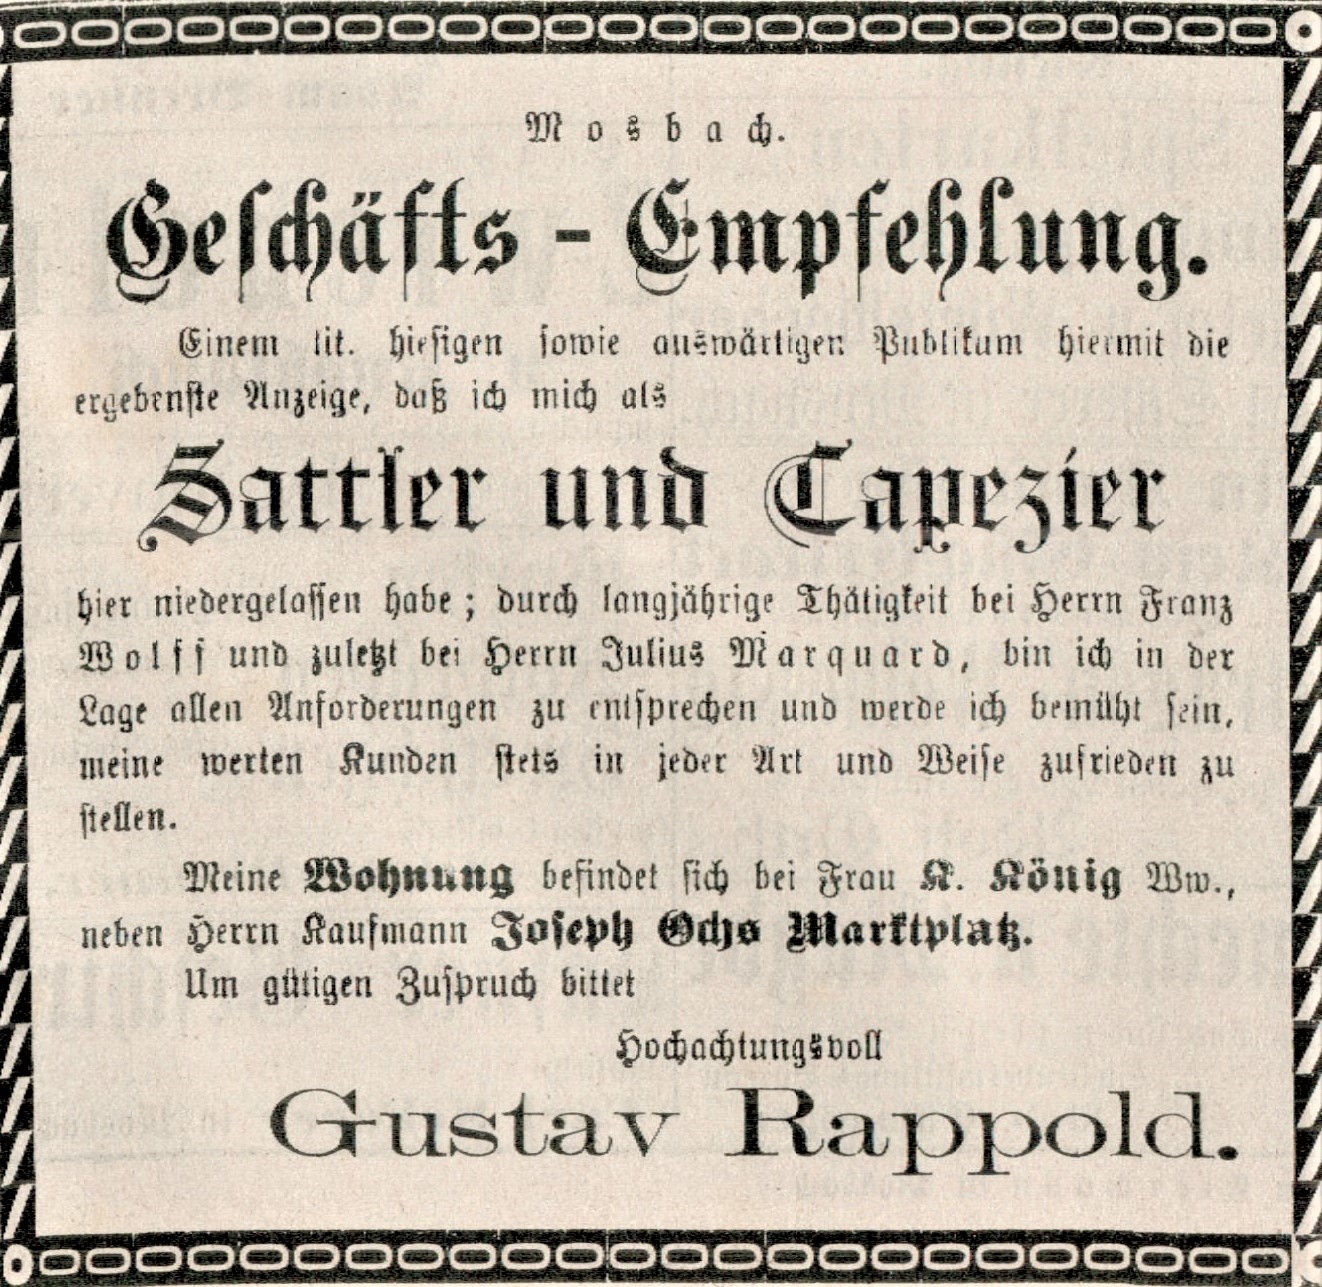 Mosbach.
Geschäfts-Empfehlung.
Einem tit. hiesigen sowie auswärtigen Publikum hiermit die
ergebenste Anzeige, daß ich mich als
Sattler und Tapezier
hier niedergelassen habe; durch langjährige Thätigkeit bei Herrn Franz
Wolff und zuletzt bei Herrn Julius Marquard, bin ich in der
Lage allen Anforderungen zu entsprechen und werde ich bemüht sein,
meine werten Kunden stets in jeder Art und Weise zufrieden zu
stellen.
Meine Wohnung befindet sich bei Frau K. König Ww.,
neben Herrn Kaufmann Joseph Ochs Marktplatz.
Um gütigen Zuspruch bittet
Hochachtungsvoll
Gustav Rappold.